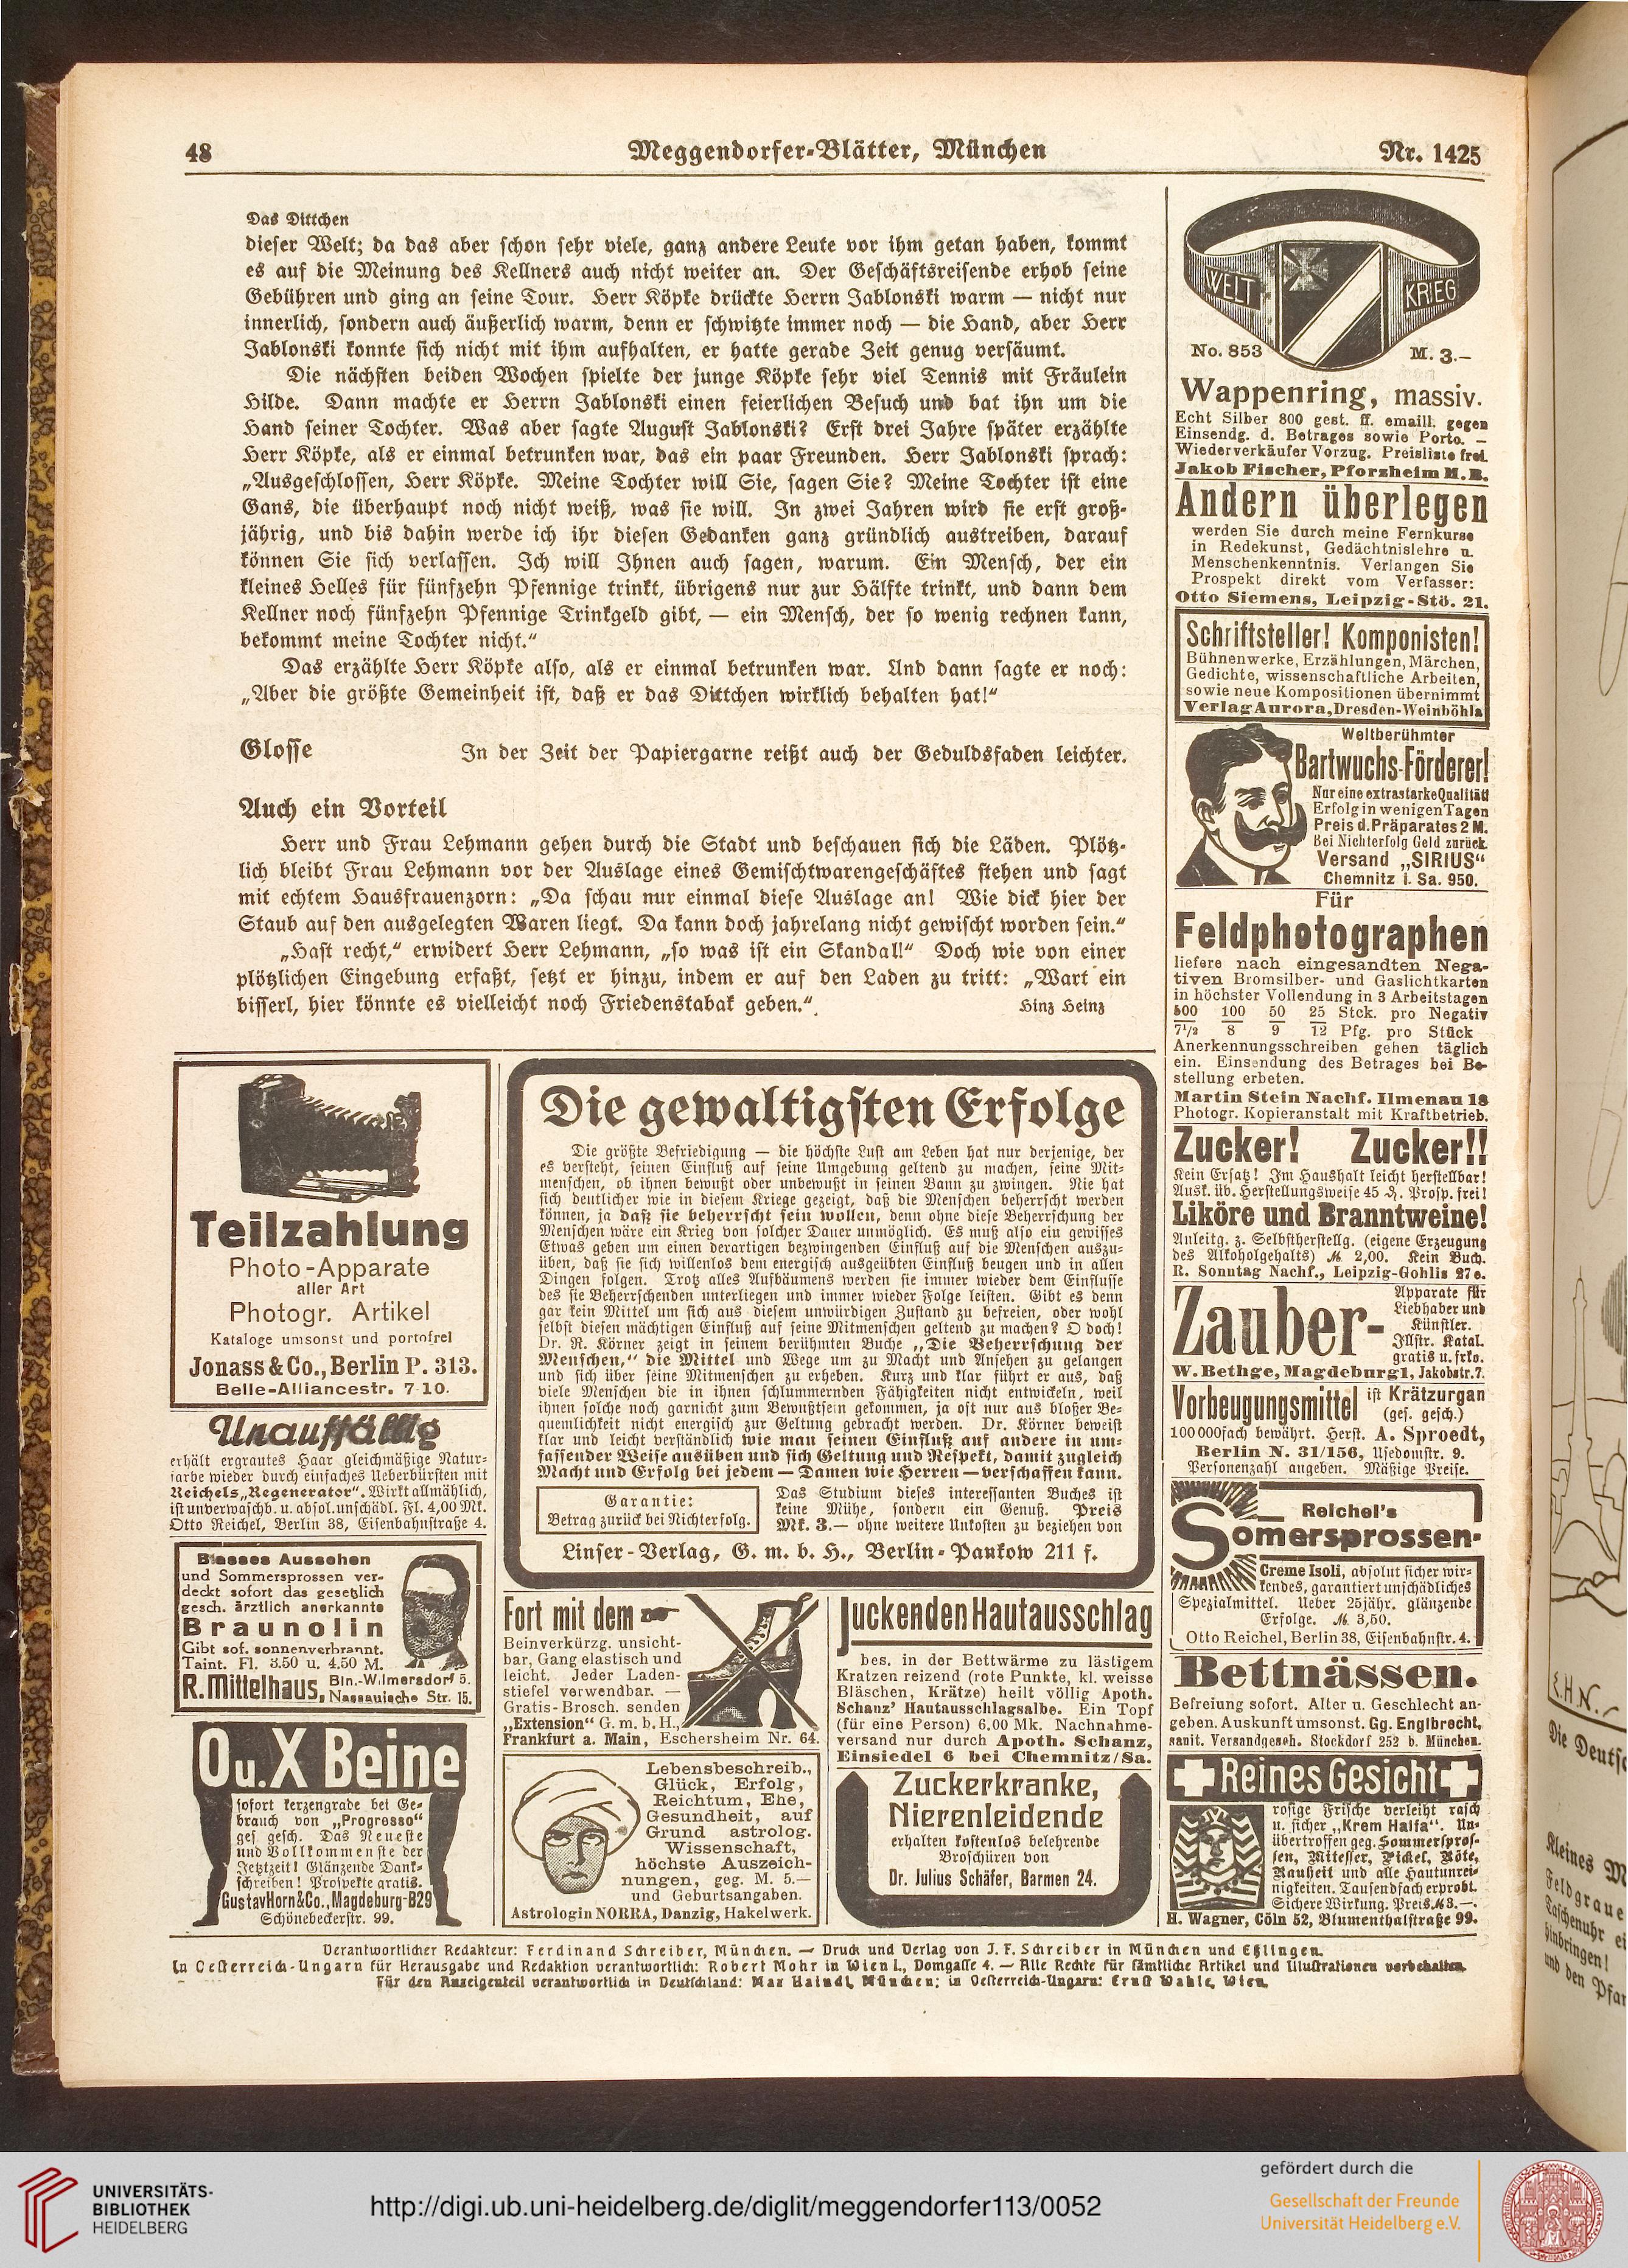 48
Meggendorfer-Blätter, München
Nr. 1425
Das Dittchen
dieser Welt; da das aber schon sehr viele, ganz andere Leute vor ihm getan haben, kommt
es auf die Meinung des Kellners auch nicht weiter an. Der Geschäftsreisende erhob seine
Gebühren und ging an seine Tour. Herr Köpke drückte Herrn Jablonski warm — nicht nur
innerlich, sondern auch äußerlich warm, denn er schwitzte immer noch — die Hand, aber Herr
Jablonski konnte sich nicht mit ihm aufhalten, er hatte gerade Zeit genug versäumt.
Die nächsten beiden Wochen spielte der junge Köpke sehr viel Tennis mit Fräulein
Hilde. Dann machte er Herrn Jablonski einen feierlichen Besuch und bat ihn um die
Hand seiner Tochter. Was aber sagte August Jablonski? Erst drei Jahre später erzählte
Herr Köpke, als er einmal betrunken war, das ein paar Freunden. Herr Jablonski sprach:
„Ausgeschlossen, Herr Köpke. Meine Tochter will Sie, sagen Sie? Meine Tochter ist eine
Gans, die überhaupt noch nicht weiß, was sie will. In zwei Jahren wird sie erst groß-
jährig, und bis dahin werde ich ihr diesen Gedanken ganz gründlich austreiben, darauf
können Sie sich verlassen. Ich will Ihnen auch sagen, warum. Ein Mensch, der ein
kleines Helles für fünfzehn Pfennige trinkt, übrigens nur zur Hälfte trinkt, und dann dem
Kellner noch fünfzehn Pfennige Trinkgeld gibt, — ein Mensch, der so wenig rechnen kann,
bekommt meine Tochter nicht.“
Das erzählte Herr Köpke also, als er einmal betrunken war. Und dann sagte er noch:
„Aber die größte Gemeinheit ist, daß er das Dittchen wirklich behalten hat!“
Glosse
In der Zeit der Papiergarne reißt auch der Geduldsfaden leichter.
Auch ein Vorteil
Herr und Frau Lehmann gehen durch die Stadt und beschauen sich die Läden. Plötz-
lich bleibt Frau Lehmann vor der Auslage eines Gemischtwarengeschäftes stehen und sagt
mit echtem Hausfrauenzorn: „Da schau nur einmal diese Auslage an! Wie dick hier der
Staub auf den ausgelegten Waren liegt. Da kann doch jahrelang nicht gewischt worden sein.“
„Hast recht,“ erwidert Herr Lehmann, „so was ist ein Skandal!“ Doch wie von einer
plötzlichen Eingebung erfaßt, setzt er hinzu, indem er auf den Laden zu tritt: „Wart ein
bisserl, hier könnte es vielleicht noch Friedenstabak geben.“
Hinz Heinz
WELT
KRIEG
No. 853
M. 3.—
Wappenring, massiv.
Echt Silber 800 gest. ff. emaill. gegen
Einsendg. d. Betrages sowie Porto. —
Wiederverkäufer Vorzug. Preisliste frei.
Jakob Fischer, Pforzheim M.B.
Andern überlegen
werden Sie durch meine Fernkurse
in Redekunst, Gedächtnislehre u.
Menschenkenntnis. Verlangen Sie
Prospekt direkt vom Verfasser:
Otto Siemens, Leipzig-Stö. 21.
Schriftsteller! Komponisten!
Bühnenwerke, Erzählungen, Märchen,
Gedichte, wissenschaftliche Arbeiten,
sowie neue Kompositionen übernimmt
Verlag Aurora, Dresden-Weinböhla
Weltberühmter
Bartwuchs-Förderer!
Nur eine extrastarke Qualität!
Erfolg in wenigen Tagen
Preis d. Präparates 2 M.
Bei Nichterfolg Geld zurück.
Versand „SIRIUS“
Chemnitz i. Sa. 950.
Für
Feldphotographen
liefere nach eingesandten Nega-
tiven Bromsilber- und Gaslichtkarten
in höchster Vollendung in 3 Arbeitstagen
500 100 50 25 Stck. pro Negativ
7½ 8 9 12 Pfg. pro Stück
Anerkennungsschreiben gehen täglich
ein. Einsendung des Betrages bei Be-
stellung erbeten.
Martin Stein Nachf. Ilmenau 18
Photogr. Kopieranstalt mit Kraftbetrieb.
Zucker! Zucker!!
Kein Ersatz! Im Haushalt leicht herstellbar!
Ausk. üb. Herstellungsweise 45 ₰. Prosp. frei!
Liköre und Branntweine!
Anleitg. z. Selbstherstellg. (eigene Erzeugung
des Alkoholgehalts) ℳ 2,00. Kein Buch.
R. Sonntag Nachf., Leipzig-Gohlis 27e.
Zauber-
Apparate für
Liebhaber und
Künstler.
Illstr. Katal.
gratis u. frko.
W. Bethge, Magdeburg 1, Jakobstr. 7.
Vorbeugungsmittel ist Krätzurgan
(ges. gesch.)
100000fach bewährt. Herst. A. Sproedt,
Berlin N. 31/156, Usedomstr. 9.
Personenzahl angeben. Mäßige Preise.
Reichel's
Somersprossen-
Creme Isoli, absolut sicher wir-
kendes, garantiert unschädliches
Spezialmittel. Ueber 25jähr. glänzende
Erfolge. ℳ 3,50.
Otto Reichel, Berlin 38, Eisenbahnstr. 4.
Bettnässen.
Befreiung sofort. Alter u. Geschlecht an-
geben. Auskunft umsonst. Gg. Englbrecht,
sanit. Versandgesch. Stockdorf 252 b. München.
Reines Gesicht
rosige Frische verleiht rasch
u. sicher „Krem Halfa“. Un-
übertroffen geg. Sommerspros-
sen, Mitesser, Pickel, Röte,
Rauheit und alle Hautunrei-
nigkeiten. Tausendfach erprobt.
Sichere Wirkung. Preis ℳ 3.—.
H. Wagner, Cöln 52, Blumenthalstraße 99.
Teilzahlung
Photo-Apparate
aller Art
Photogr. Artikel
Kataloge umsonst und portofrei
Jonass & Co., Berlin P. 313.
Belle-Alliancestr. 7-10.
Unauffällig
erhält ergrautes Haar gleichmäßige Natur-
farbe wieder durch einfaches Ueberbürsten mit
Reichels „Regenerator“. Wirkt allmählich,
ist unverwaschb. u. absol. unschädl. Fl. 4,00 Mk.
Otto Reichel, Berlin 38, Eisenbahnstraße 4.
Blasses Aussehen
und Sommersprossen ver-
deckt sofort das gesetzlich
gesch. ärztlich anerkannte
Braunolin
Gibt sof. sonnenverbrannt.
Taint. Fl. 3.50 u. 4,50 M.
R. Mittelhaus, Bln.-Wilmersdorf 5.
Nassauische Str. 15.
O u. X Beine
sofort kerzengrade bei Ge-
brauch von „Progresso“
ges. gesch. Das Neueste
und Vollkommenste der
Jetztzeit! Glänzende Dank-
schreiben! Prospekte gratis.
Gustav Horn & Co., Magdeburg-B29
Schönebeckerstr. 99.
Die gewaltigsten Erfolge
Die größte Befriedigung — die höchste Lust am Leben hat nur derjenige, der
es versteht, seinen Einfluß auf seine Umgebung geltend zu machen, seine Mit-
menschen, ob ihnen bewußt oder unbewußt in seinen Bann zu zwingen. Nie hat
sich deutlicher wie in diesem Kriege gezeigt, daß die Menschen beherrscht werden
können, ja daß sie beherrscht sein wollen, denn ohne diese Beherrschung der
Menschen wäre ein Krieg von solcher Dauer unmöglich. Es muß also ein gewisses
Etwas geben um einen derartigen bezwingenden Einfluß auf die Menschen auszu-
üben, daß sie sich willenlos dem energisch ausgeübten Einfluß beugen und in allen
Dingen folgen. Trotz alles Aufbäumens werden sie immer wieder dem Einflusse
des sie Beherrschenden unterliegen und immer wieder Folge leisten. Gibt es denn
gar kein Mittel um sich aus diesem unwürdigen Zustand zu befreien, oder wohl
selbst diesen mächtigen Einfluß auf seine Mitmenschen geltend zu machen? O doch!
Dr. R. Körner zeigt in seinem berühmten Buche „Die Beherrschung der
Menschen,“ die Mittel und Wege um zu Macht und Ansehen zu gelangen
und sich über seine Mitmenschen zu erheben. Kurz und klar führt er aus, daß
viele Menschen die in ihnen schlummernden Fähigkeiten nicht entwickeln, weil
ihnen solche noch garnicht zum Bewußtsein gekommen, ja oft nur aus bloßer Be-
quemlichkeit nicht energisch zur Geltung gebracht werden. Dr. Körner beweist
klar und leicht verständlich wie man seinen Einfluß auf andere in um-
fassender Weise ausüben und sich Geltung und Respekt, damit zugleich
Macht und Erfolg bei jedem — Damen wie Herren — verschaffen kann.
Garantie:
Betrag zurück bei Nichterfolg.
Das Studium dieses interessanten Buches ist
keine Mühe, sondern ein Genuß. Preis
Mk. 3.— ohne weitere Unkosten zu beziehen von
Linser-Verlag, G. m. b. H., Berlin-Pankow 211 f.
Fort mit dem
Beinverkürzg. unsicht-
bar, Gang elastisch und
leicht. Jeder Laden-
stiefel verwendbar. —
Gratis-Brosch. senden
„Extension“ G. m. b. H.,
Frankfurt a. Main, Eschersheim Nr. 64.
Lebensbeschreib.,
Glück, Erfolg,
Reichtum, Ehe,
Gesundheit, auf
Grund astrolog.
Wissenschaft,
höchste Auszeich-
nungen, geg. M. 5.—
und Geburtsangaben.
Astrologin NORRA, Danzig, Hakelwerk.
Juckenden Hautausschlag
bes. in der Bettwärme zu lästigem
Kratzen reizend (rote Punkte, kl. weisse
Bläschen, Krätze) heilt völlig Apoth.
Schanz' Hautausschlagsalbe. Ein Topf
(für eine Person) 6.00 Mk. Nachnahme-
versand nur durch Apoth. Schanz,
Einsiedel 6 bei Chemnitz/Sa.
Zuckerkranke,
Nierenleidende
erhalten kostenlos belehrende
Broschüren von
Dr. Julius Schäfer, Barmen 24.
Verantwortlicher Redakteur: Ferdinand Schreiber, München. — Druck und Verlag von J. F. Schreiber in München und Eßlingen.
In Oesterreich-Ungarn für Herausgabe und Redaktion verantwortlich: Robert Mohr in Wien I., Domgasse 4. — Alle Rechte für sämtliche Artikel und Illustrationen vorbehalten.
Für den Anzeigenteil verantwortlich in Deutschland: Max Haindl, München; in Oesterreich-Ungarn: Ernst Wahle, Wien.
E.H.N.
Die Deutsc
Kleines M
Feldgraue
Taschenuhr ei
hinbringen!
und den Pfar
UNIVERSITÄTS-
BIBLIOTHEK
HEIDELBERG
http://digi.ub.uni-heidelberg.de/diglit/meggendorfer113/0052
gefördert durch die
Gesellschaft der Freunde
Universität Heidelberg e.V.